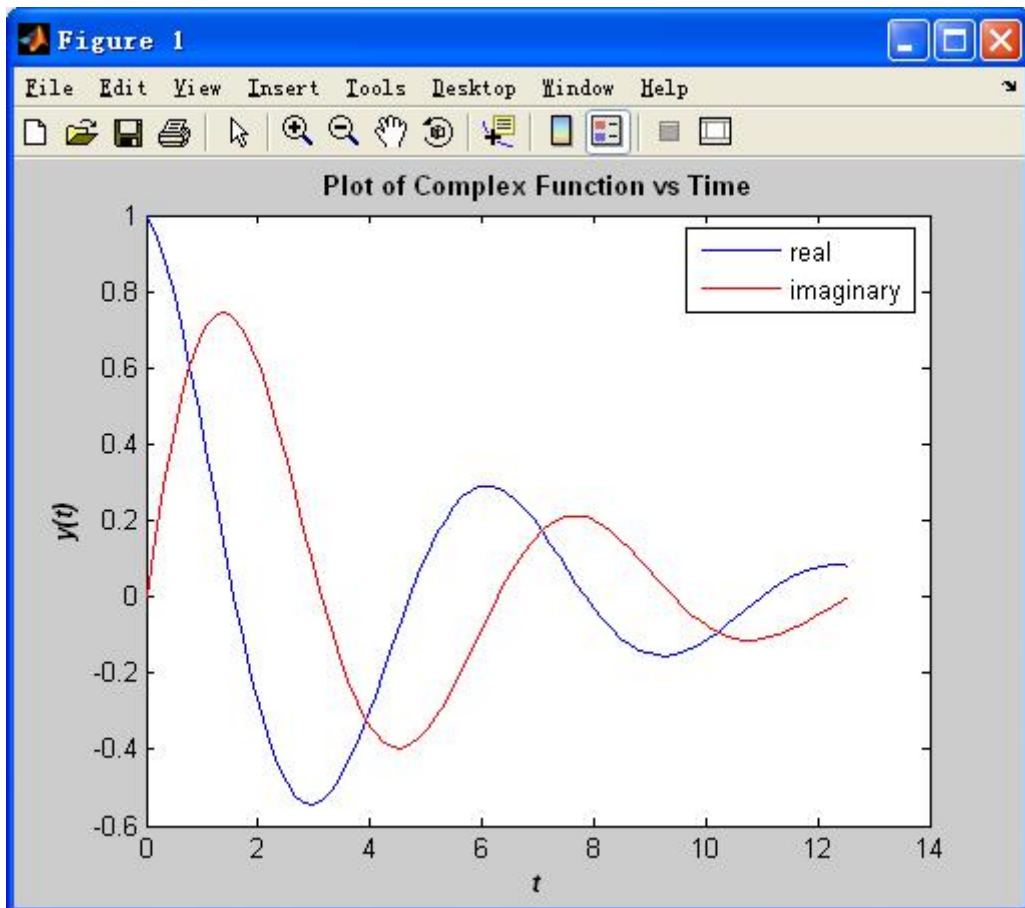 Figure 1
File Edit View Insert Tools Desktop Window Help
Plot of Complex Function vs Time
real
imaginary
y(t)
1
0.8
0.6
0.4
0.2
0
-0.2
-0.4
-0.6
0 2 4 6 8 10 12 14
t